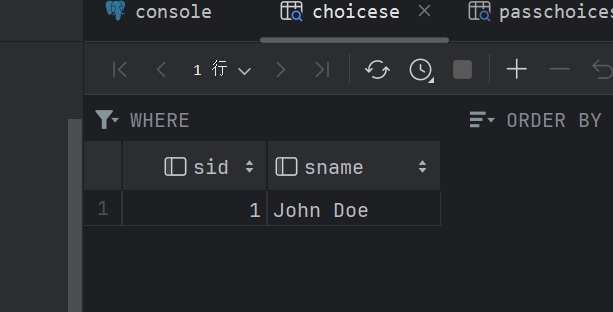 console choicese passchoices
1 行
WHERE ORDER BY
sid sname
1 1 John Doe